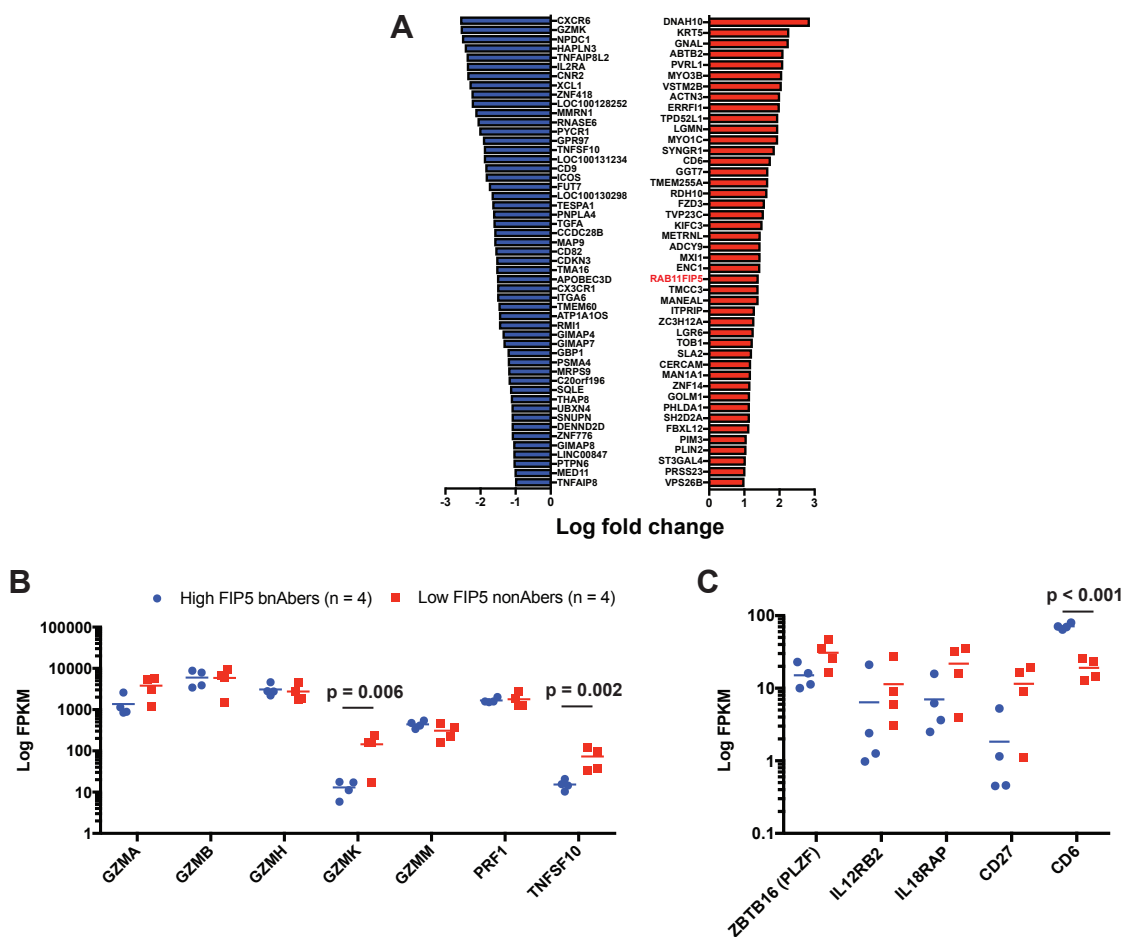 A
CXCR6
GZMK
NPDC1
HAPLN3
TNFAIP8L2
IL2RA
CNR2
XCL1
ZNF418
LOC100128252
MMRN1
RNASE6
PYCR1
GPR97
TNFSF10
LOC100131234
CD9
ICOS
FUT7
LOC100130298
TESPA1
PNPLA4
TGFA
CCDC28B
MAP9
CD82
CDKN3
TMA16
APOBEC3D
CX3CR1
ITGA6
TMEM60
ATP1A1OS
RMI1
GIMAP4
GIMAP7
GBP1
PSMA4
MRPS9
C20orf196
SQLE
THAP8
UBXN4
SNUPN
DENND2D
ZNF776
GIMAP8
LINC00847
PTPN6
MED11
TNFAIP8
-3 -2 -1 0
DNAH10
KRT5
GNAL
ABTB2
PVRL1
MYO3B
VSTM2B
ACTN3
ERRFI1
TPD52L1
LGMN
MYO1C
SYNGR1
CD6
GGT7
TMEM255A
RDH10
FZD3
TVP23C
KIFC3
METRNL
ADCY9
MXI1
ENC1
RAB11FIP5
TMCC3
MANEAL
ITPRIP
ZC3H12A
LGR6
TOB1
SLA2
CERCAM
MAN1A1
ZNF14
GOLM1
PHLDA1
SH2D2A
FBXL12
PIM3
PLIN2
ST3GAL4
PRSS23
VPS26B
0 1 2 3
Log fold change
B
High FIP5 bnAbers (n = 4) Low FIP5 nonAbers (n = 4)
Log FPKM
100000
10000
1000
100
10
1
p = 0.006
p = 0.002
GZMA GZMB GZMH GZMK GZMM PRF1 TNFSF10
C
Log FPKM
100
10
1
0.1
p < 0.001
ZBTB16 (PLZF) IL12RB2 IL18RAP CD27 CD6